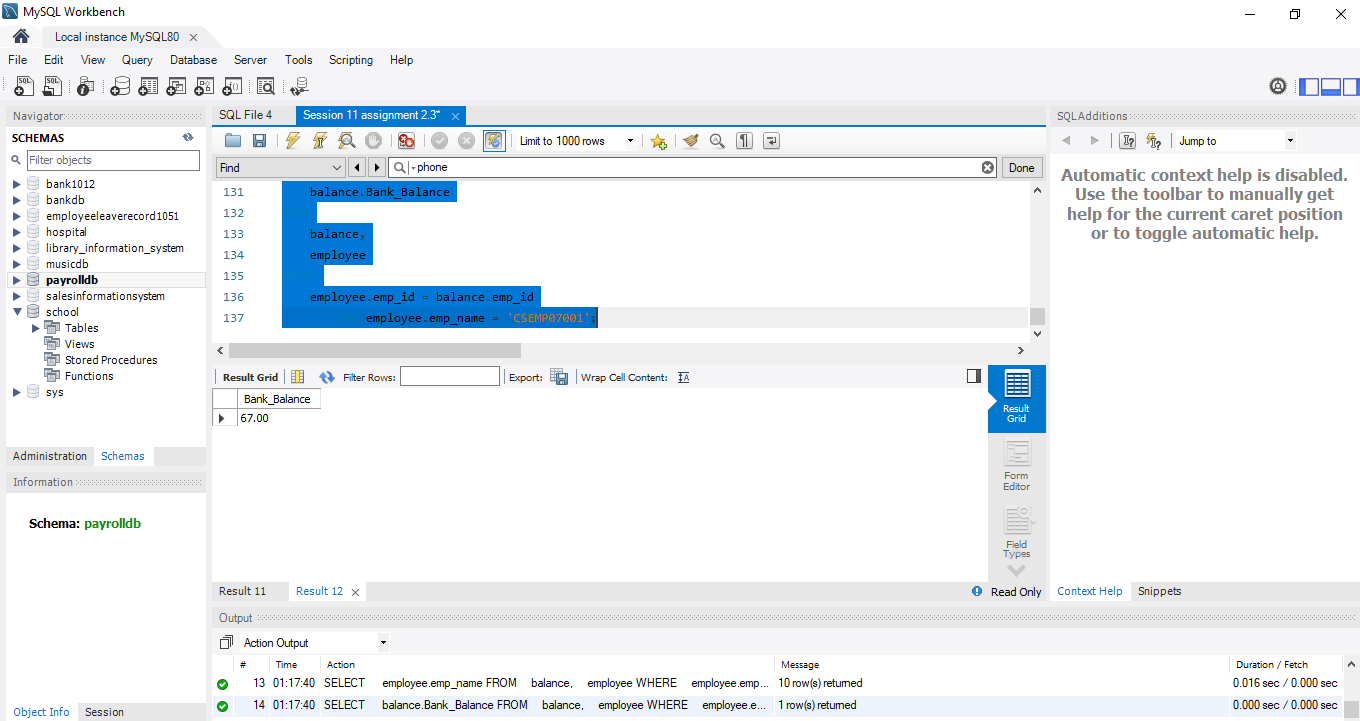 MySQL Workbench
Local instance MySQL80
File Edit View Query Database Server Tools Scripting Help
Navigator
SCHEMAS
Filter objects
bank1012
bankdb
employeeleaverecord1051
hospital
library_information_system
musicdb
payrolldb
salesinformationsystem
school
Tables
Views
Stored Procedures
Functions
sys
Administration Schemas
Information
Schema: payrolldb
Object Info Session
SQL File 4 Session 11 assignment 2.3*
Limit to 1000 rows
Find phone Done
131 balance.Bank_Balance
132
133 balance,
134 employee
135
136 employee.emp_id = balance.emp_id
137 employee.emp_name = 'CSEMP07001';
Result Grid Filter Rows: Export: Wrap Cell Content:
Bank_Balance
67.00
Result Grid
Form Editor
Field Types
Result 11 Result 12 Read Only
Output
Action Output
# Time Action Message Duration / Fetch
13 01:17:40 SELECT employee.emp_name FROM balance, employee WHERE employee.emp... 10 row(s) returned 0.016 sec / 0.000 sec
14 01:17:40 SELECT balance.Bank_Balance FROM balance, employee WHERE employee.e... 1 row(s) returned 0.000 sec / 0.000 sec
SQLAdditions
Jump to
Automatic context help is disabled.
Use the toolbar to manually get
help for the current caret position
or to toggle automatic help.
Context Help Snippets